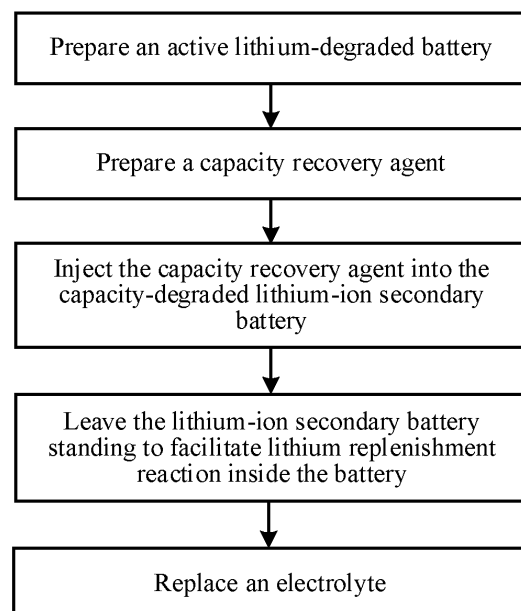 Prepare an active lithium-degraded battery
Prepare a capacity recovery agent
Inject the capacity recovery agent into the
capacity-degraded lithium-ion secondary
battery
Leave the lithium-ion secondary battery
standing to facilitate lithium replenishment
reaction inside the battery
Replace an electrolyte